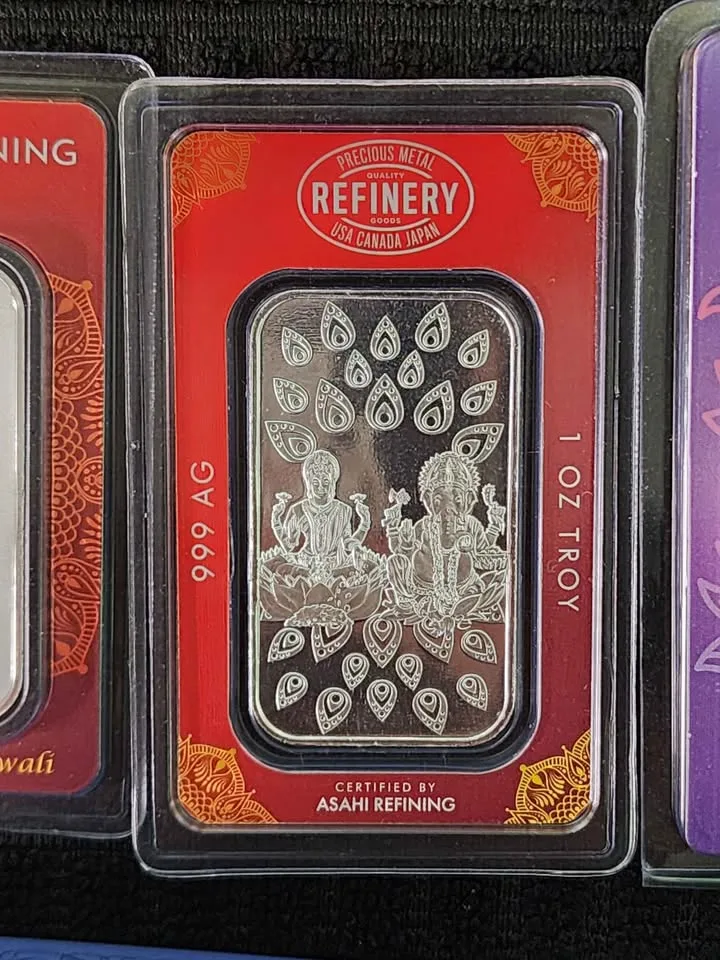 NING
wali
PRECIOUS METAL
QUALITY
REFINERY
GOODS
USA CANADA JAPAN
999 AG
1 OZ TROY
CERTIFIED BY
ASAHI REFINING